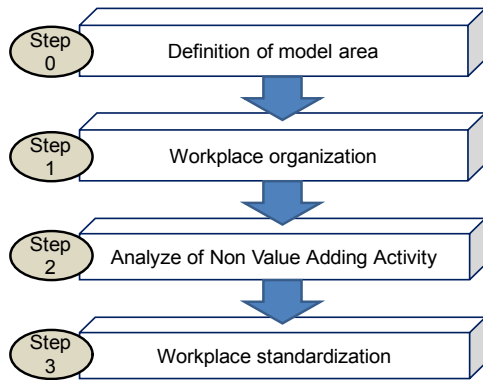 Step
0
Definition of model area
Step
1
Workplace organization
Step
2
Analyze of Non Value Adding Activity
Step
3
Workplace standardization